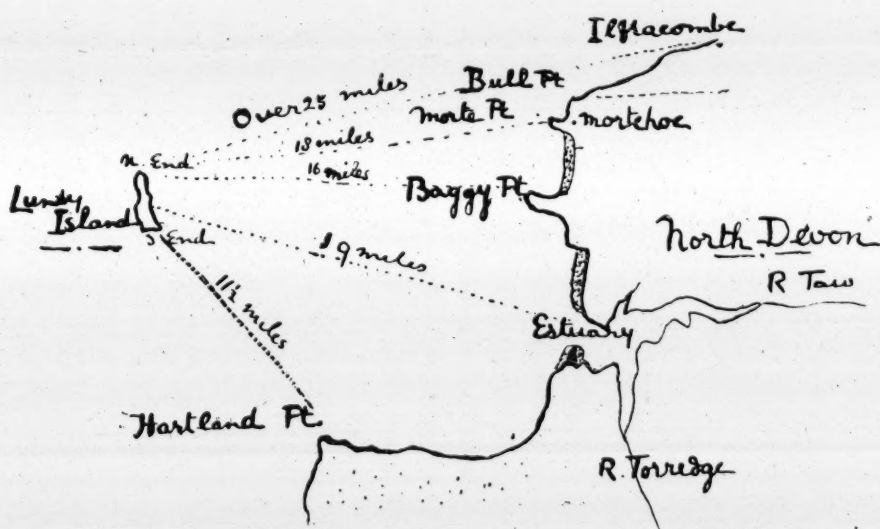 Ilfracombe
Bull Pt
Over 25 miles
Morte Pt
mortehoe
18 miles
N. End
16 miles
Baggy Pt
Lundy
Island
S End
19 miles
North Devon
R Taw
11½ miles
Estuary
Hartland Pt.
R Torredge